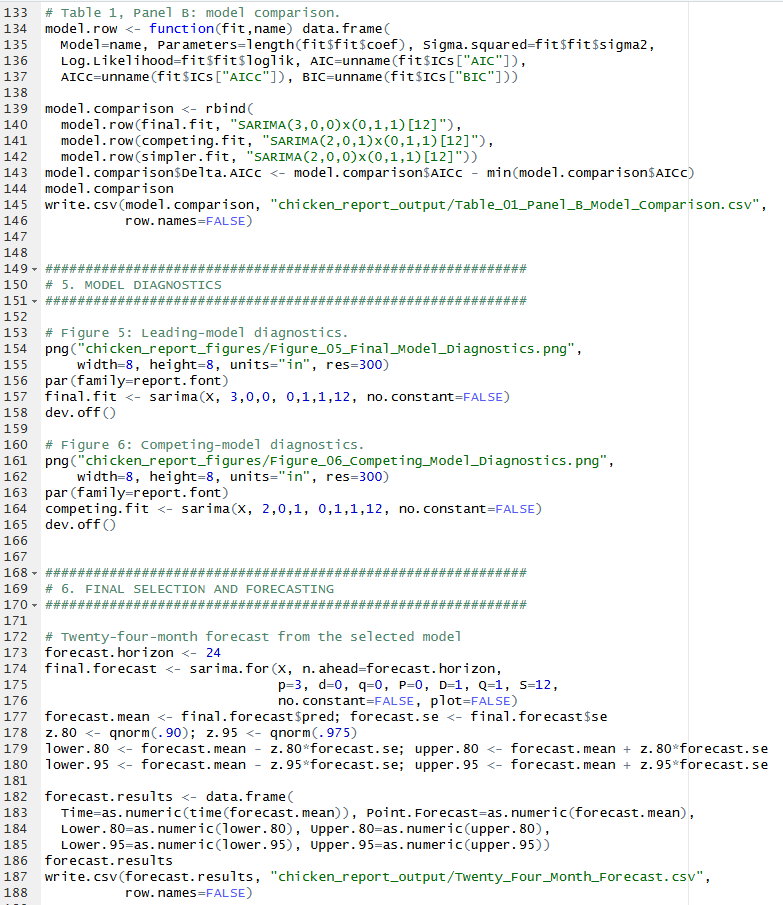 133 # Table 1, Panel B: model comparison.
134 model.row <- function(fit,name) data.frame(
135   Model=name, Parameters=length(fit$fit$coef), Sigma.squared=fit$fit$sigma2,
136   Log.Likelihood=fit$fit$loglik, AIC=unname(fit$ICs["AIC"]),
137   AICc=unname(fit$ICs["AICc"]), BIC=unname(fit$ICs["BIC"]))
138
139 model.comparison <- rbind(
140   model.row(final.fit, "SARIMA(3,0,0)x(0,1,1)[12]"),
141   model.row(competing.fit, "SARIMA(2,0,1)x(0,1,1)[12]"),
142   model.row(simpler.fit, "SARIMA(2,0,0)x(0,1,1)[12]"))
143 model.comparison$Delta.AICc <- model.comparison$AICc - min(model.comparison$AICc)
144 model.comparison
145 write.csv(model.comparison, "chicken_report_output/Table_01_Panel_B_Model_Comparison.csv",
146           row.names=FALSE)
147
148
149 ############################################################
150 # 5. MODEL DIAGNOSTICS
151 ############################################################
152
153 # Figure 5: Leading-model diagnostics.
154 png("chicken_report_figures/Figure_05_Final_Model_Diagnostics.png",
155     width=8, height=8, units="in", res=300)
156 par(family=report.font)
157 final.fit <- sarima(X, 3,0,0, 0,1,1,12, no.constant=FALSE)
158 dev.off()
159
160 # Figure 6: Competing-model diagnostics.
161 png("chicken_report_figures/Figure_06_Competing_Model_Diagnostics.png",
162     width=8, height=8, units="in", res=300)
163 par(family=report.font)
164 competing.fit <- sarima(X, 2,0,1, 0,1,1,12, no.constant=FALSE)
165 dev.off()
166
167
168 ############################################################
169 # 6. FINAL SELECTION AND FORECASTING
170 ############################################################
171
172 # Twenty-four-month forecast from the selected model
173 forecast.horizon <- 24
174 final.forecast <- sarima.for(X, n.ahead=forecast.horizon,
175                              p=3, d=0, q=0, P=0, D=1, Q=1, S=12,
176                              no.constant=FALSE, plot=FALSE)
177 forecast.mean <- final.forecast$pred; forecast.se <- final.forecast$se
178 z.80 <- qnorm(.90); z.95 <- qnorm(.975)
179 lower.80 <- forecast.mean - z.80*forecast.se; upper.80 <- forecast.mean + z.80*forecast.se
180 lower.95 <- forecast.mean - z.95*forecast.se; upper.95 <- forecast.mean + z.95*forecast.se
181
182 forecast.results <- data.frame(
183   Time=as.numeric(time(forecast.mean)), Point.Forecast=as.numeric(forecast.mean),
184   Lower.80=as.numeric(lower.80), Upper.80=as.numeric(upper.80),
185   Lower.95=as.numeric(lower.95), Upper.95=as.numeric(upper.95))
186 forecast.results
187 write.csv(forecast.results, "chicken_report_output/Twenty_Four_Month_Forecast.csv",
188           row.names=FALSE)